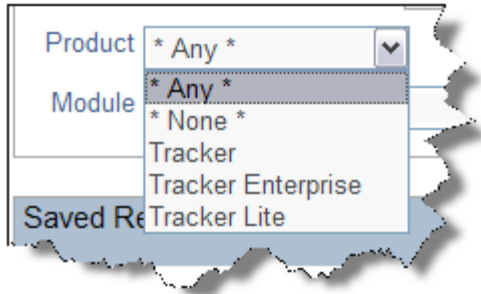 Product * Any *
* Any *
Module
* None *
Tracker
Tracker Enterprise
Saved Re
Tracker Lite